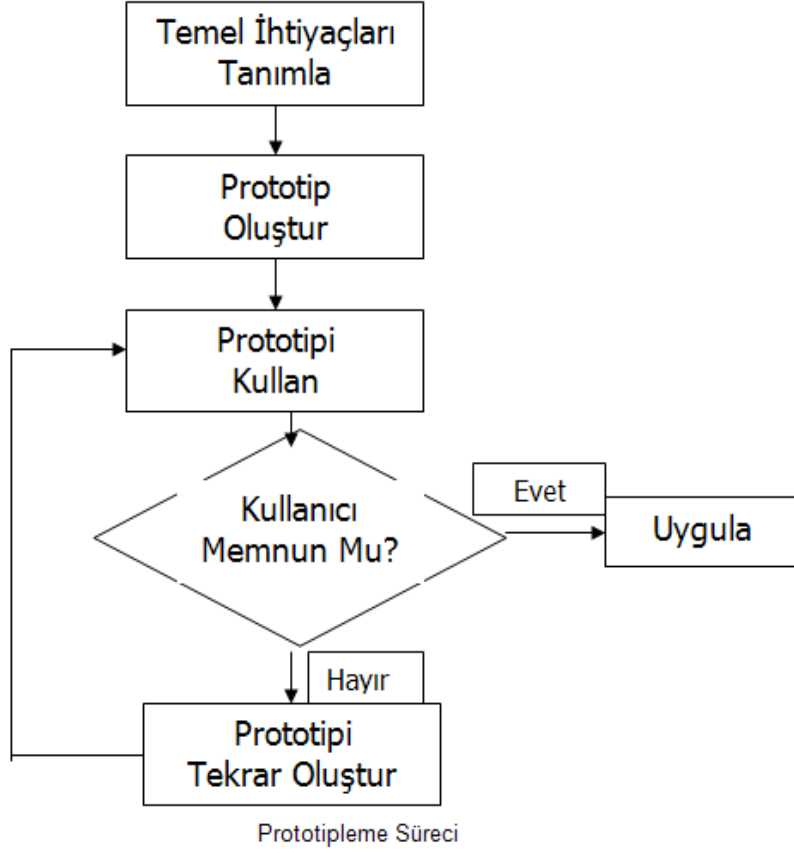 Temel İhtiyaçları
Tanımla
Prototip
Oluştur
Prototipi
Kullan
Kullanıcı
Memnun Mu?
Evet
Uygula
Hayır
Prototipi
Tekrar Oluştur
Prototipleme Süreci